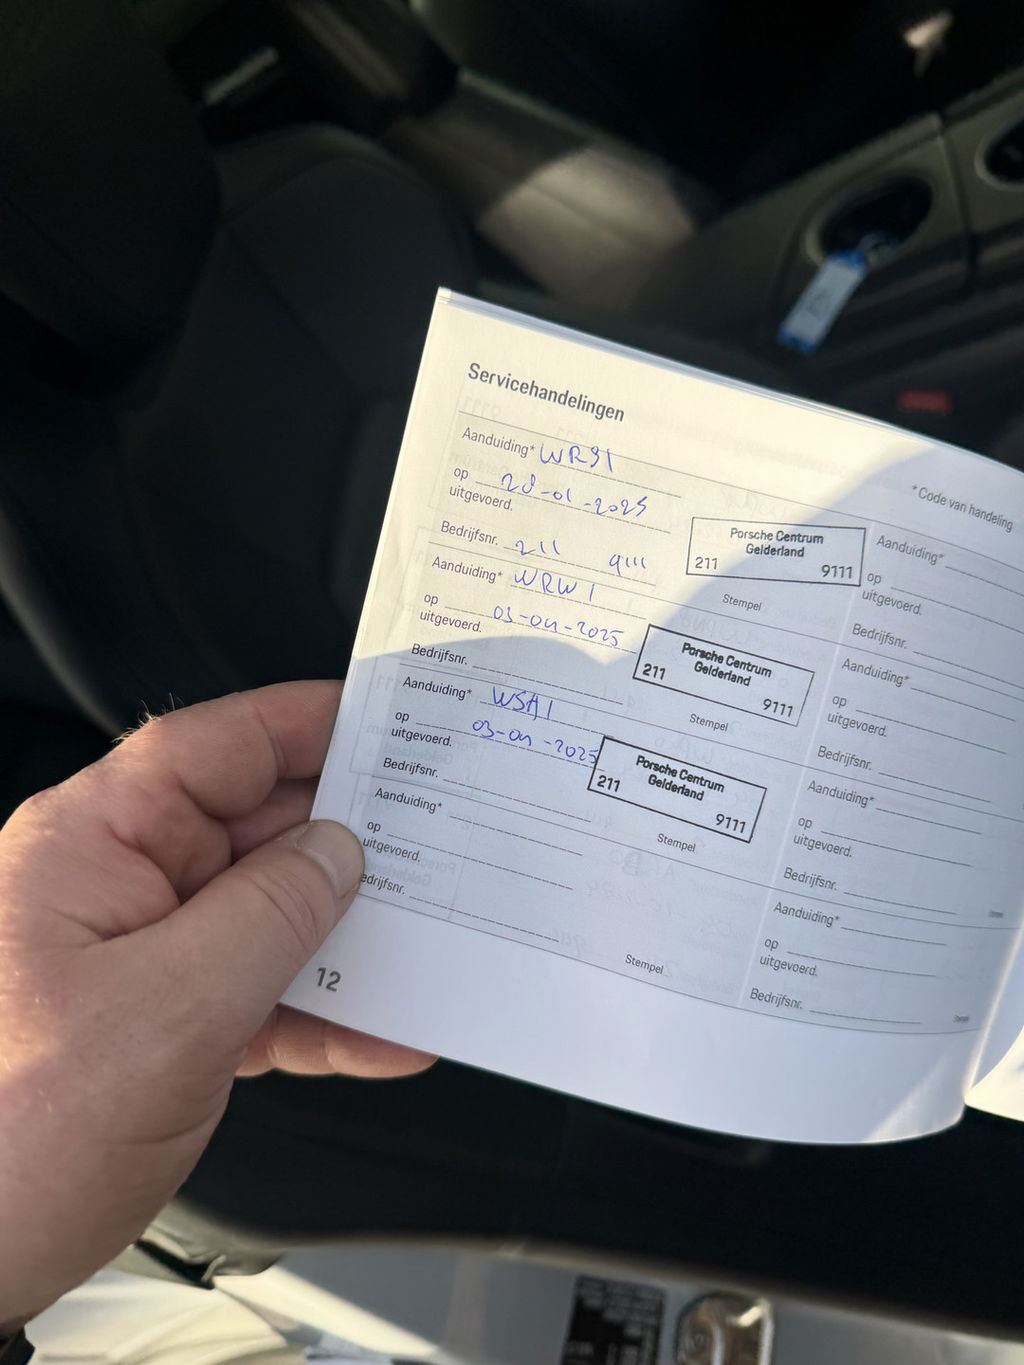 Servicehandelingen
* Code van handeling
Aanduiding* WR91
op 28-01-2025
uitgevoerd.
Bedrijfsnr. 211 9111
Porsche Centrum
Gelderland
211 9111
Stempel
Aanduiding* WRW1
op 03-04-2025
uitgevoerd.
Bedrijfsnr.
Porsche Centrum
Gelderland
211 9111
Stempel
Aanduiding* WSA1
op 03-04-2025
uitgevoerd.
Bedrijfsnr.
Porsche Centrum
Gelderland
211 9111
Stempel
Aanduiding*
op
uitgevoerd.
edrijfsnr.
Stempel
Aanduiding*
op
uitgevoerd.
Bedrijfsnr.
Aanduiding*
op
uitgevoerd.
Bedrijfsnr.
Aanduiding*
op
uitgevoerd.
Bedrijfsnr.
Stempel
Aanduiding*
op
uitgevoerd.
Bedrijfsnr.
Stempel
12